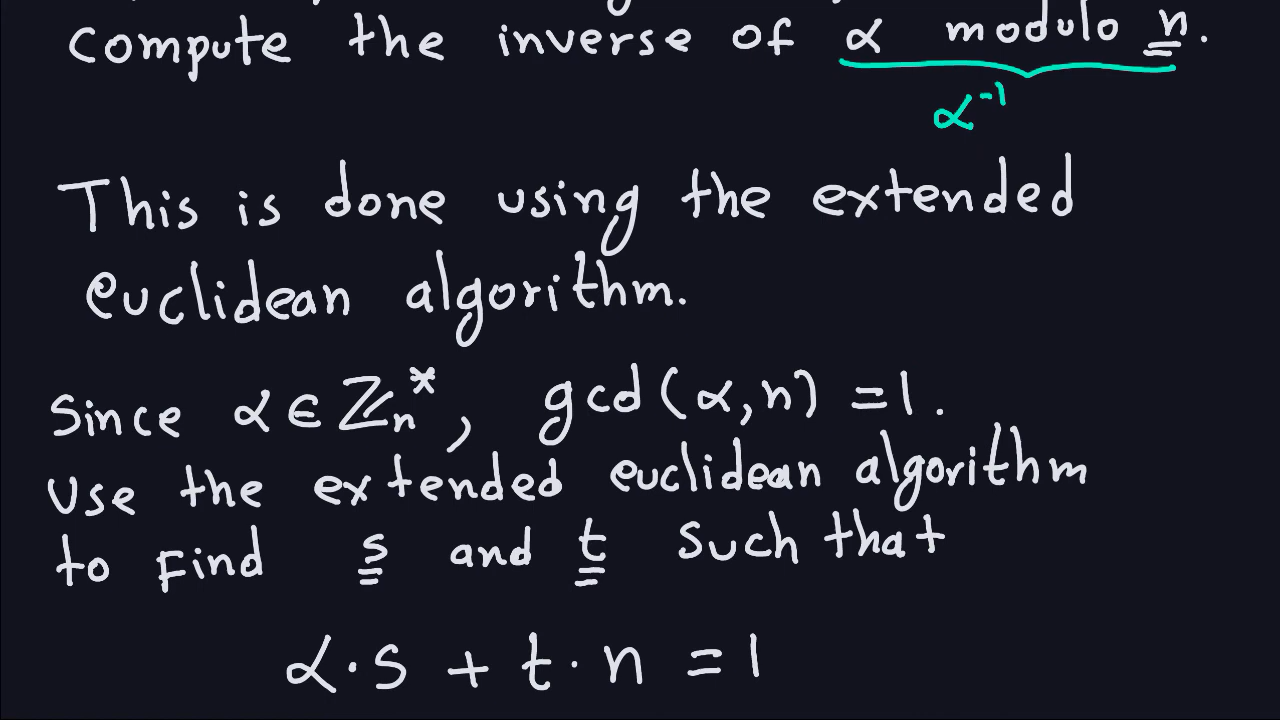 compute the inverse of α modulo n.
α⁻¹
This is done using the extended
euclidean algorithm.
Since α ∈ ℤₙ*, gcd(α,n) = 1.
Use the extended euclidean algorithm
to Find s and t such that
α·s + t·n = 1